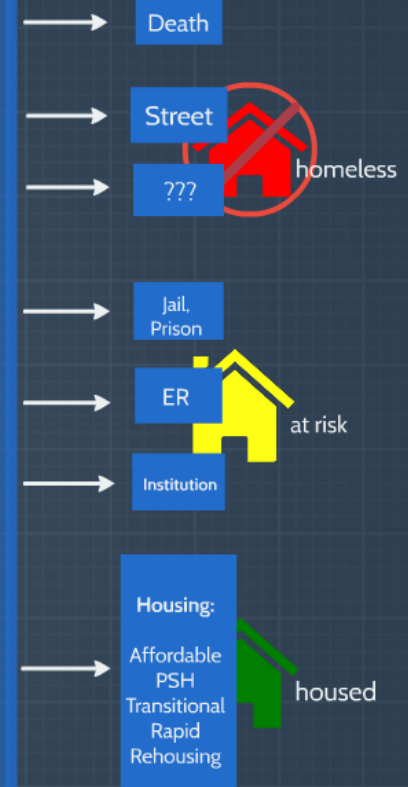 Death
Street
homeless
???
Jail,
Prison
ER
at risk
Institution
Housing:
Affordable
PSH
Transitional
Rapid
Rehousing
housed